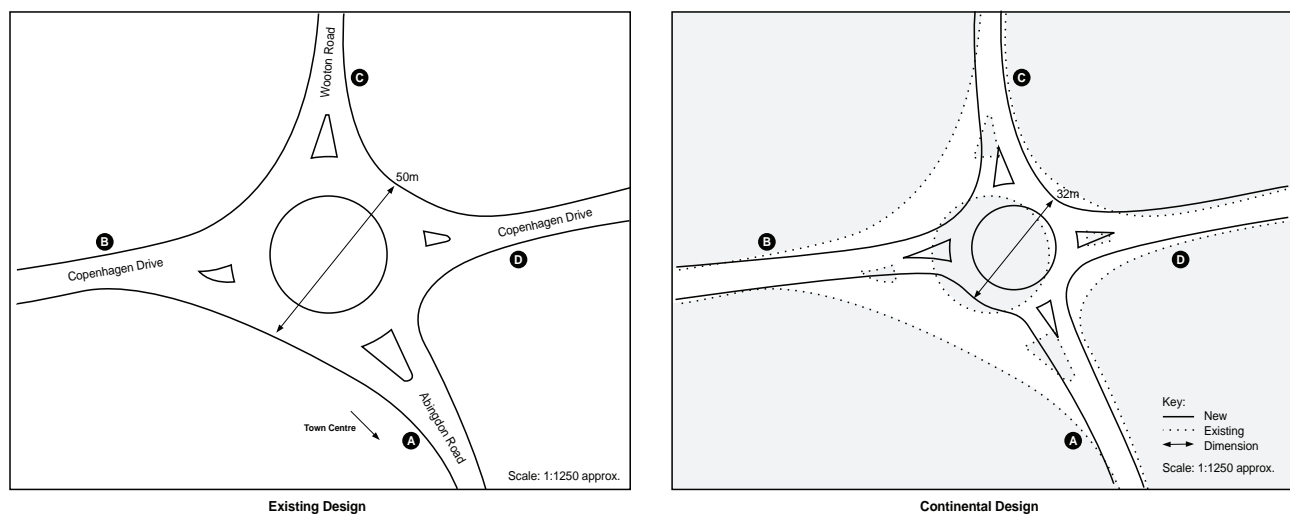 Wooton Road
C
50m
Copenhagen Drive
B
Copenhagen Drive
D
Abingdon Road
Town Centre
A
Scale: 1:1250 approx.
Existing Design
C
32m
B
D
Key:
New
Existing
Dimension
A
Scale: 1:1250 approx.
Continental Design